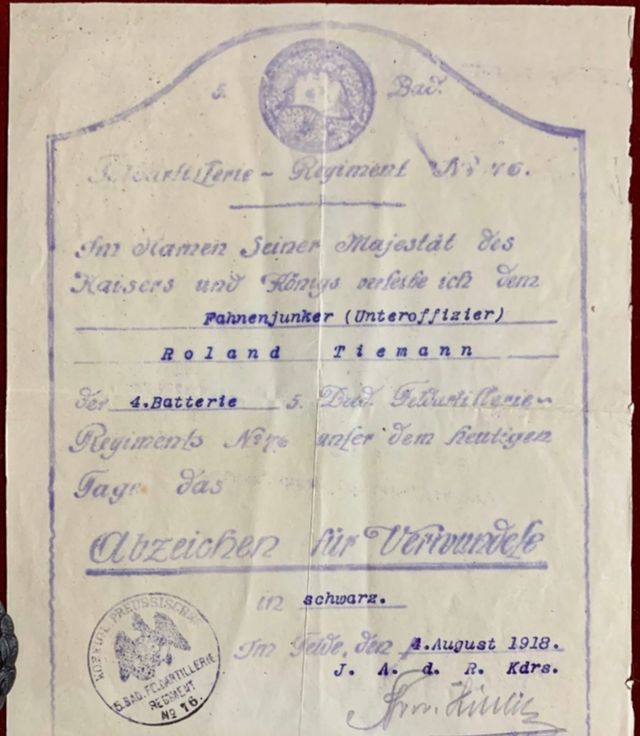 5. Bad.
Feldartillerie - Regiment No 76.
Im Namen Seiner Majestät des
Kaisers und Königs verleihe ich dem
Fahnenjunker (Unteroffizier)
Roland Tiemann
der 4.Batterie 5. Bad. Feldartillerie-
Regiments No 76 unter dem heutigen
Tage das
Abzeichen für Verwundete
in schwarz.
Im Felde, den 4.August 1918.
J. A. d. R. Kdrs.
KÖNIGL. PREUSSISCHES
5. BAD. FELDARTILLERIE
REGIMENT
No 76.